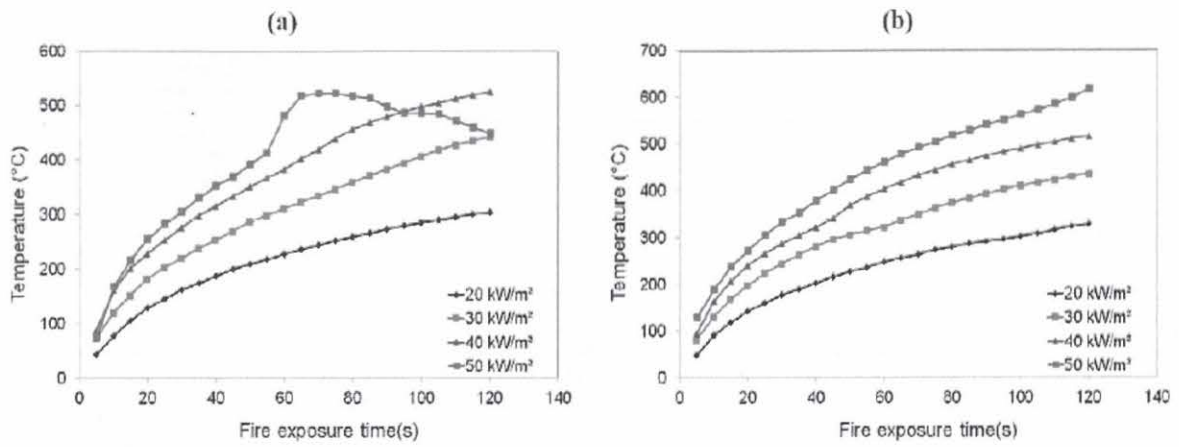 (a)
600
500
400
300
200
100
0
Temperature (°C)
20 kW/m²
30 kW/m²
40 kW/m²
50 kW/m²
0 20 40 60 80 100 120 140
Fire exposure time(s)
(b)
700
600
500
400
300
200
100
0
Temperature (°C)
20 kW/m²
30 kW/m²
40 kW/m²
50 kW/m²
0 20 40 60 80 100 120 140
Fire exposure time(s)